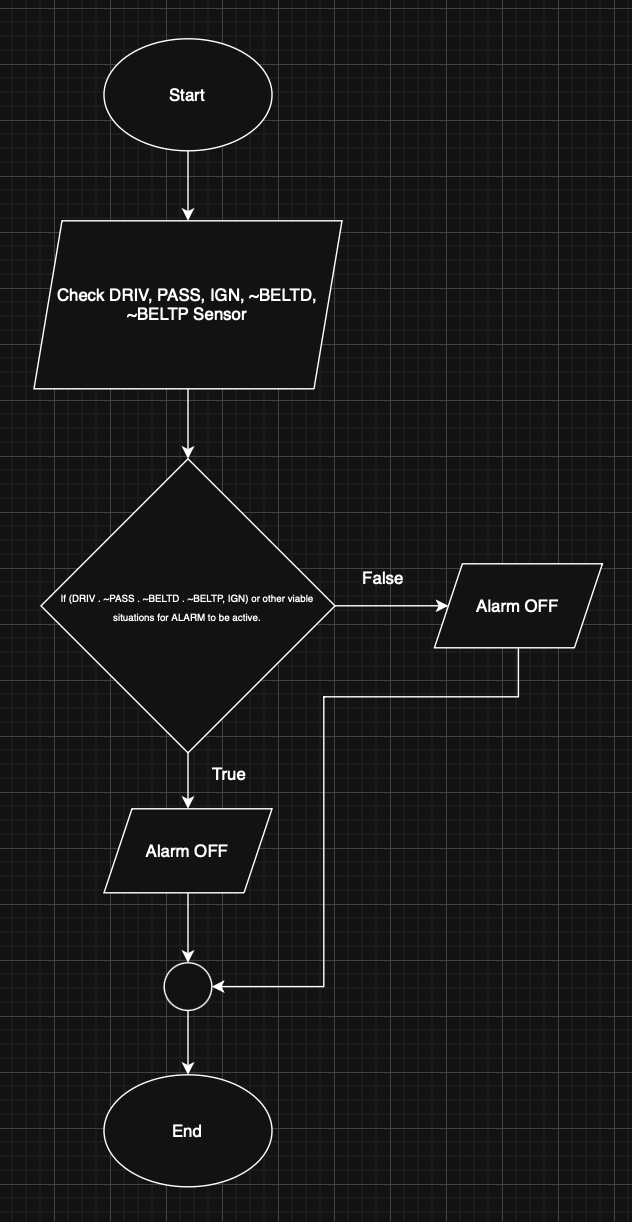 Start
Check DRIV, PASS, IGN, ~BELTD,
~BELTP Sensor
If (DRIV . ~PASS . ~BELTD . ~BELTP, IGN) or other viable
situations for ALARM to be active.
False
Alarm OFF
True
Alarm OFF
End